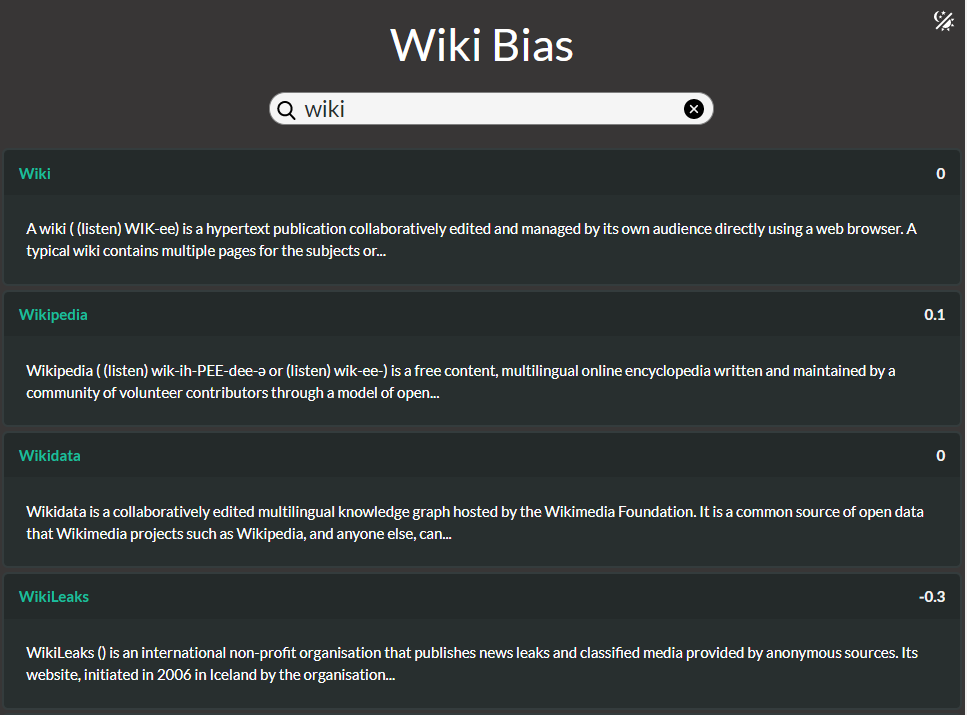 Wiki Bias
wiki
Wiki 0
A wiki ( (listen) WIK-ee) is a hypertext publication collaboratively edited and managed by its own audience directly using a web browser. A
typical wiki contains multiple pages for the subjects or...
Wikipedia 0.1
Wikipedia ( (listen) wik-ih-PEE-dee-ə or (listen) wik-ee-) is a free content, multilingual online encyclopedia written and maintained by a
community of volunteer contributors through a model of open...
Wikidata 0
Wikidata is a collaboratively edited multilingual knowledge graph hosted by the Wikimedia Foundation. It is a common source of open data
that Wikimedia projects such as Wikipedia, and anyone else, can...
WikiLeaks -0.3
WikiLeaks () is an international non-profit organisation that publishes news leaks and classified media provided by anonymous sources. Its
website, initiated in 2006 in Iceland by the organisation...